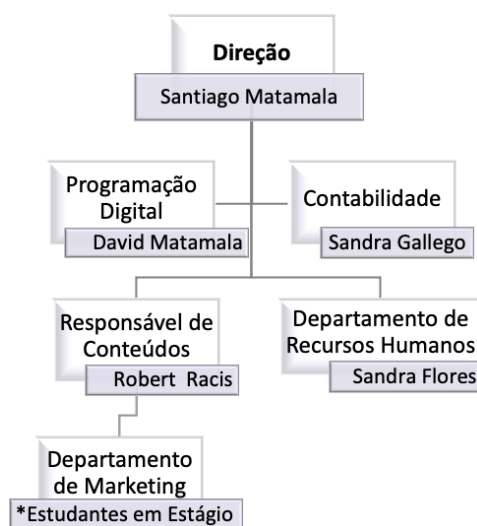 Direção
Santiago Matamala
Programação
Digital
David Matamala
Contabilidade
Sandra Gallego
Responsável de
Conteúdos
Robert Racis
Departamento de
Recursos Humanos
Sandra Flores
Departamento
de Marketing
*Estudantes em Estágio